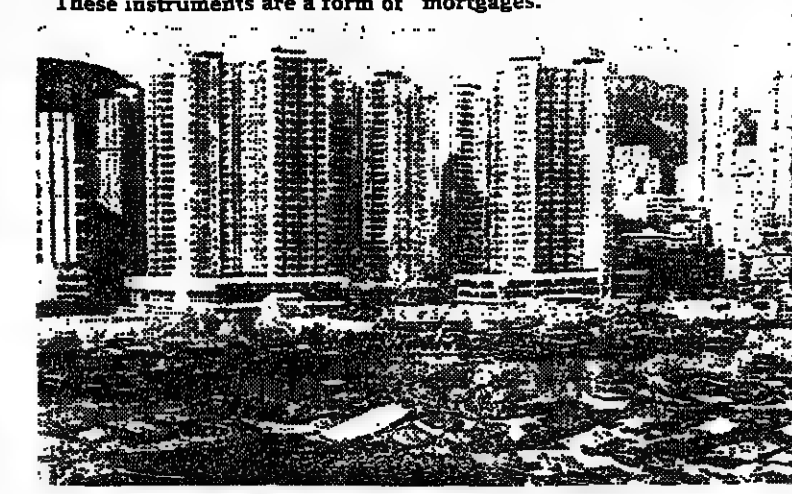 These instruments are a form of "mortgages.